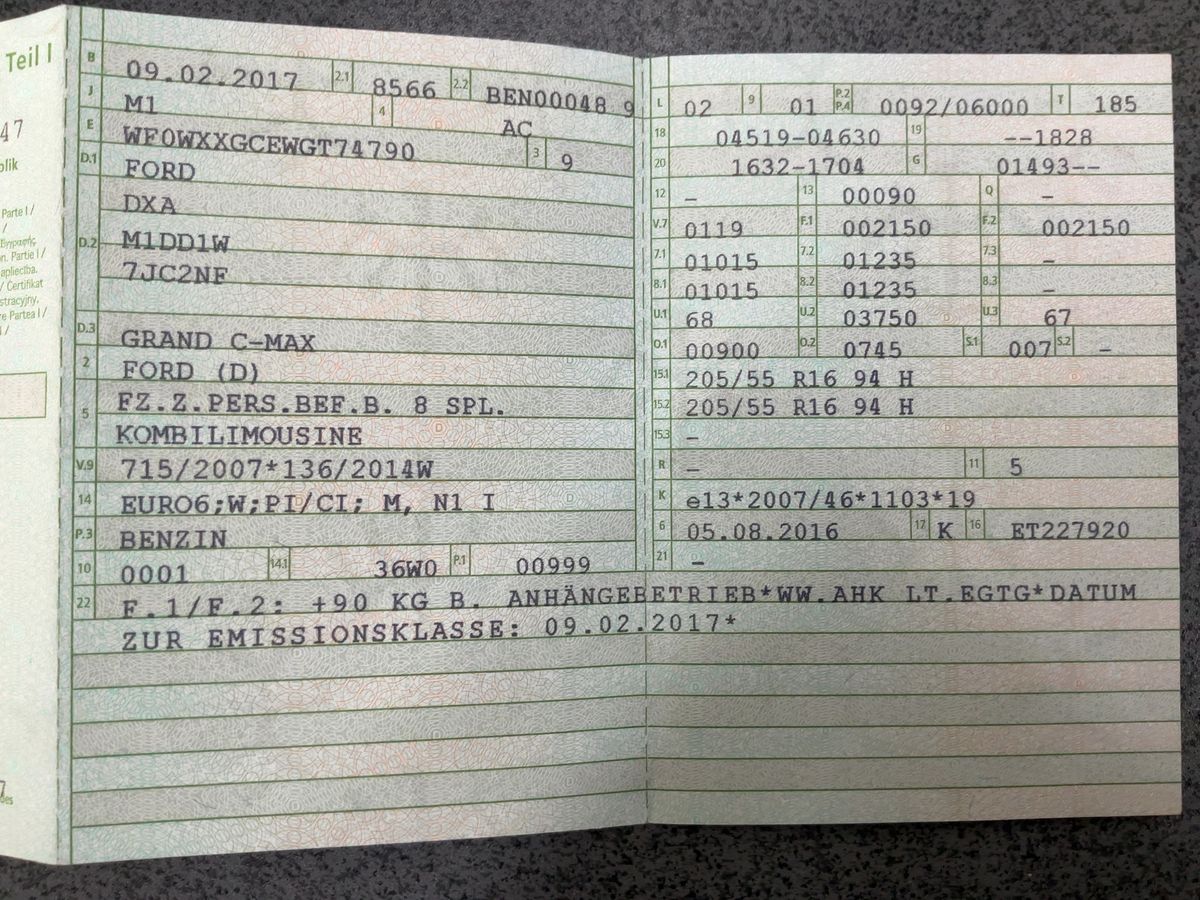 Teil I
47
Parte I /
Partie I /
/ Certifikat
B 09.02.2017 2.1 8566 2.2 BEN00048 9
J M1 4 AC
E WF0WXXGCEWGT74790 3 9
D.1 FORD
DXA
D.2 M1DD1W
7JC2NF
D.3 GRAND C-MAX
2 FORD (D)
5 FZ.Z.PERS.BEF.B. 8 SPL.
KOMBILIMOUSINE
V.9 715/2007*136/2014W
14 EURO6;W;PI/CI; M, N1 I
P.3 BENZIN
10 0001 14.1 36W0 P.1 00999
L 02 9 01 P.2 P.4 0092/06000 T 185
18 04519-04630 19 --1828
20 1632-1704 G 01493--
12 - 13 00090 Q -
V.7 0119 F.1 002150 F.2 002150
7.1 01015 7.2 01235 7.3 -
8.1 01015 8.2 01235 8.3 -
U.1 68 U.2 03750 U.3 67
O.1 00900 O.2 0745 S.1 007 S.2 -
15.1 205/55 R16 94 H
15.2 205/55 R16 94 H
15.3 -
R - 11 5
K e13*2007/46*1103*19
6 05.08.2016 17 K 16 ET227920
21 -
22 F.1/F.2: +90 KG B. ANHÄNGEBETRIEB*WW.AHK LT.EGTG*DATUM
ZUR EMISSIONSKLASSE: 09.02.2017*